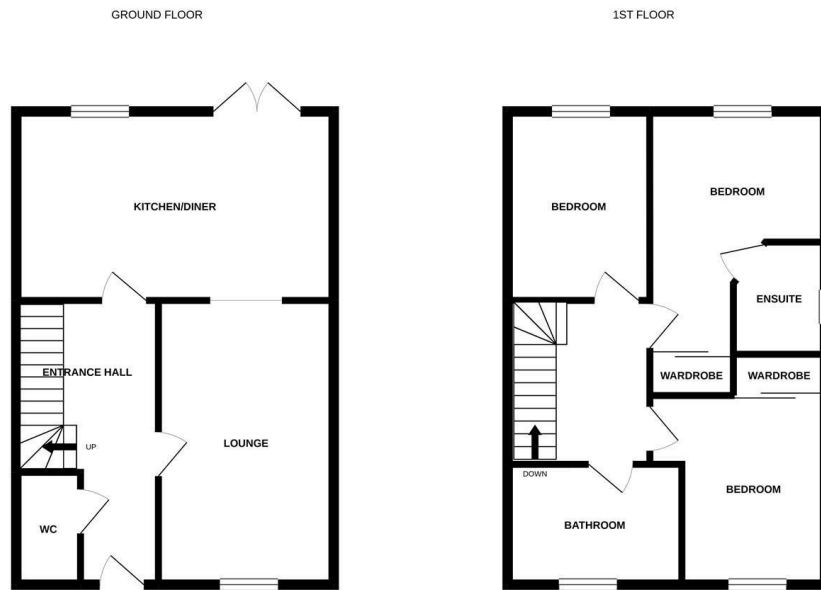 GROUND FLOOR
KITCHEN/DINER
ENTRANCE HALL
UP
LOUNGE
WC
1ST FLOOR
BEDROOM
BEDROOM
ENSUITE
WARDROBE
WARDROBE
DOWN
BEDROOM
BATHROOM